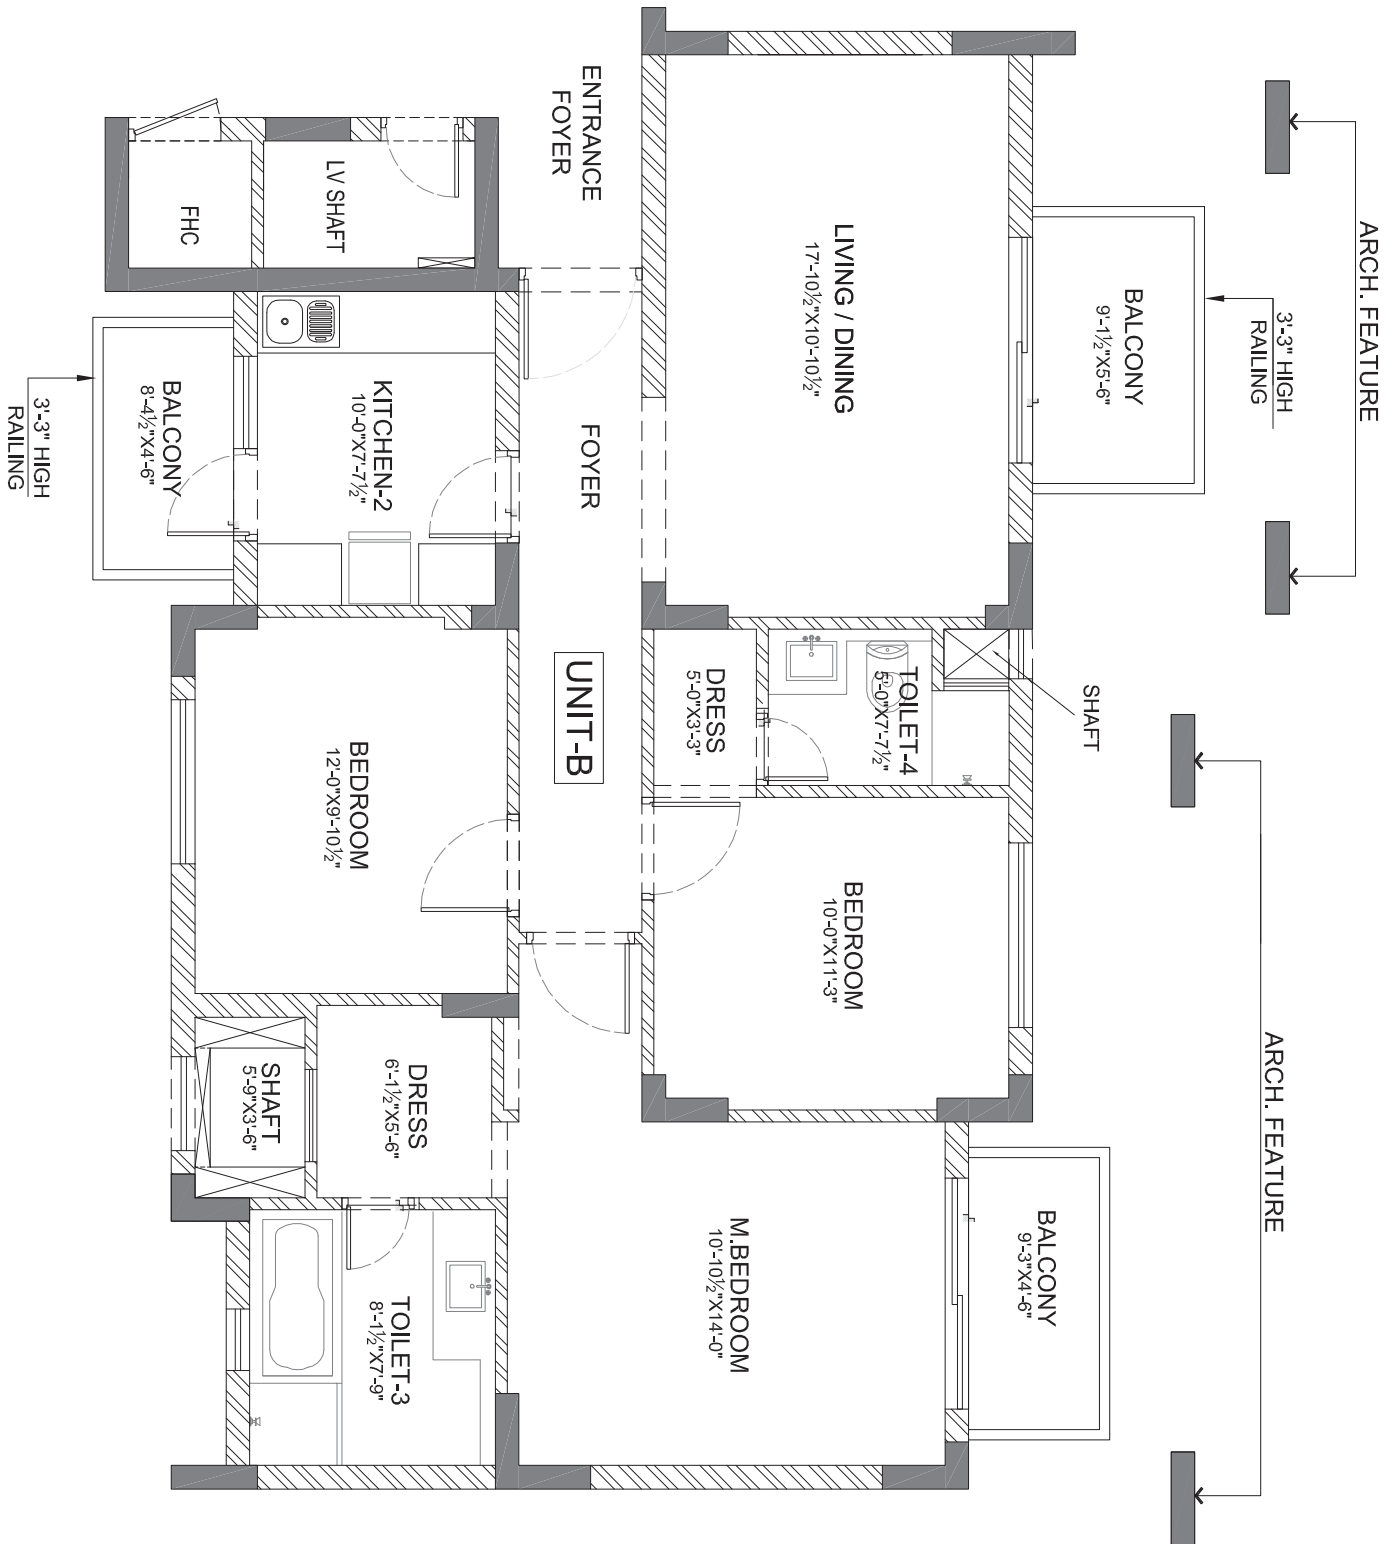 ARCH. FEATURE
3'-3" HIGH
RAILING
BALCONY
9'-1½"X5'-6"
ENTRANCE
FOYER
LIVING / DINING
17'-10½"X10'-10½"
LV SHAFT
FHC
FOYER
KITCHEN-2
10'-0"X7'-7½"
BALCONY
8'-4½"X4'-6"
3'-3" HIGH
RAILING
SHAFT
TOILET-4
5'-0"X7'-7½"
DRESS
5'-0"X3'-3"
UNIT-B
BEDROOM
12'-0"X9'-10½"
BEDROOM
10'-0"X11'-3"
ARCH. FEATURE
DRESS
6'-1½"X5'-6"
SHAFT
5'-9"X3'-6"
BALCONY
9'-3"X4'-6"
M.BEDROOM
10'-10½"X14'-0"
TOILET-3
8'-1½"X7'-9"